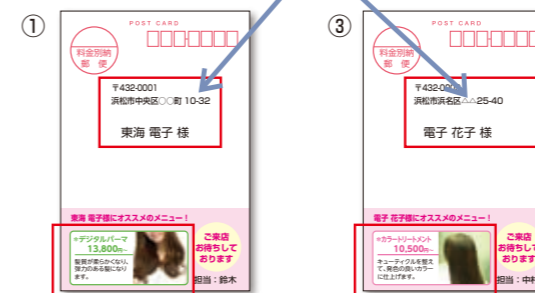 ①
POST CARD
料金別納
郵　便
〒432-0001
浜松市中央区○○町 10-32
東海 電子 様
東海 電子様にオススメのメニュー！
＊デジタルパーマ
13,800円～
髪質が柔らかくなり、
弾力のある髪になり
ます。
ご来店
お待ちして
おります
担当：鈴木
③
POST CARD
料金別納
郵　便
〒432-0
浜松市浜名区△△25-40
電子 花子 様
電子 花子様にオススメのメニュー！
＊カラートリートメント
10,500円～
キューティクルを整え
て、発色の良いカラー
に仕上げます。
ご来店
お待ちして
おります
担当：中村